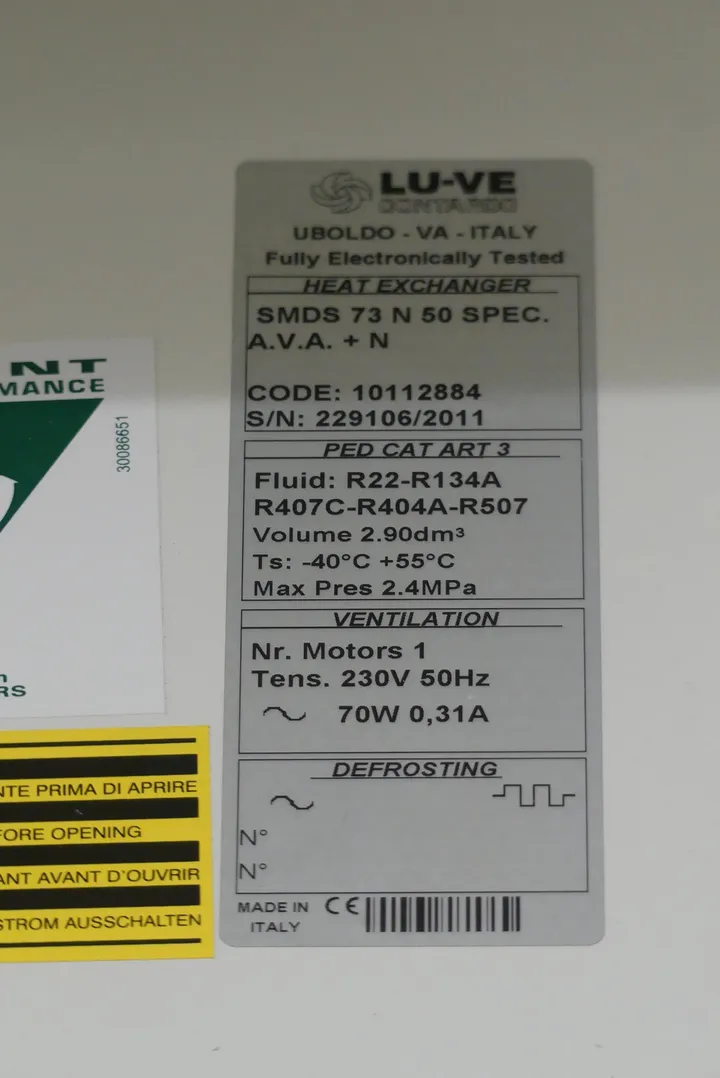 LU-VE
CONTARDO
UBOLDO - VA - ITALY
Fully Electronically Tested
HEAT EXCHANGER
SMDS 73 N 50 SPEC.
A.V.A. + N
CODE: 10112884
S/N: 229106/2011
PED CAT ART 3
Fluid: R22-R134A
R407C-R404A-R507
Volume 2.90dm³
Ts: -40°C +55°C
Max Pres 2.4MPa
VENTILATION
Nr. Motors 1
Tens. 230V 50Hz
70W 0,31A
DEFROSTING
N°
N°
MADE IN
ITALY
CE
NT
MANCE
30086651
n
RS
NTE PRIMA DI APRIRE
FORE OPENING
ANT AVANT D'OUVRIR
STROM AUSSCHALTEN